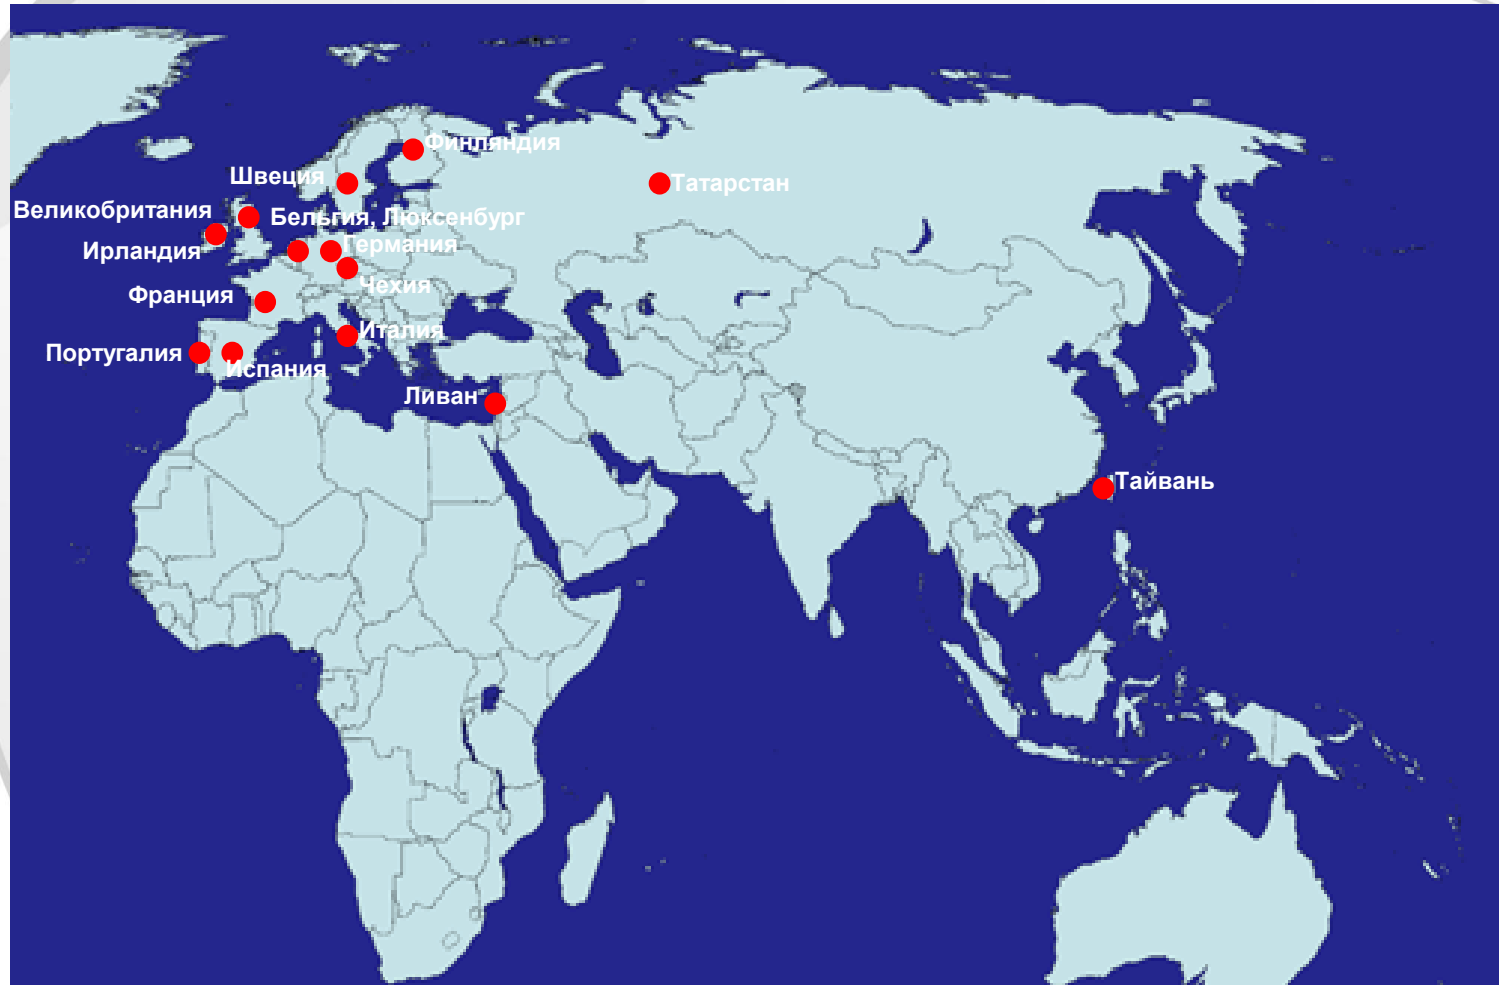 Финляндия
Швеция
Татарстан
Великобритания
Бельгия, Люксенбург
Ирландия
Германия
Чехия
Франция
Италия
Португалия
Испания
Ливан
Тайвань